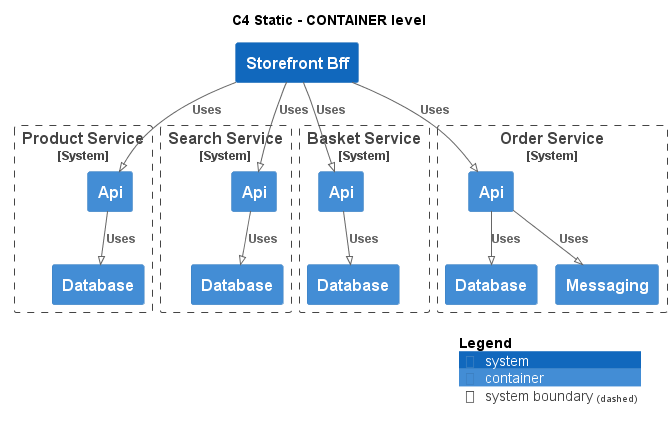 C4 Static - CONTAINER level
Storefront Bff
Uses
Uses
Uses
Uses
Product Service
[System]
Search Service
[System]
Basket Service
[System]
Order Service
[System]
Api
Api
Api
Api
Uses
Uses
Uses
Uses
Uses
Database
Database
Database
Database
Messaging
Legend
system
container
system boundary (dashed)